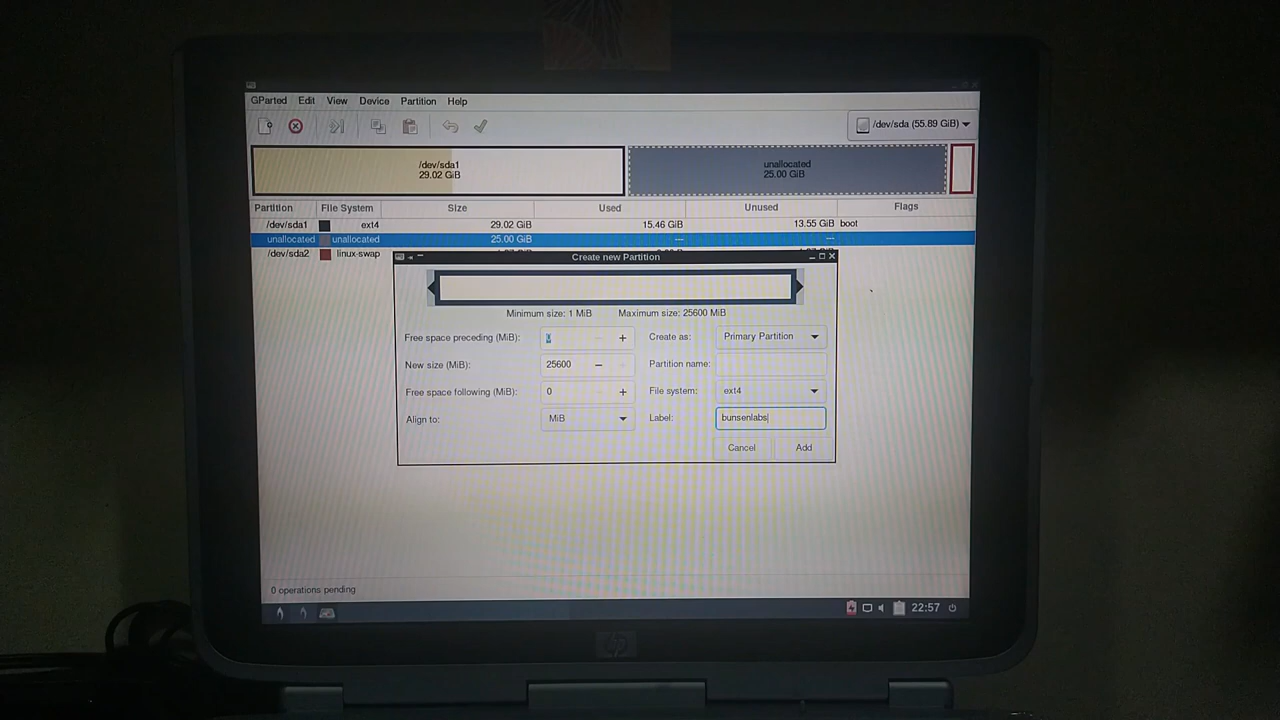 GParted Edit View Device Partition Help
/dev/sda (55.89 GiB)
/dev/sda1
29.02 GiB
unallocated
25.00 GiB
Partition File System Size Used Unused Flags
/dev/sda1 ext4 29.02 GiB 15.46 GiB 13.55 GiB boot
unallocated unallocated 25.00 GiB --- ---
/dev/sda2 linux-swap
Create new Partition
Minimum size: 1 MiB Maximum size: 25600 MiB
Free space preceding (MiB): Create as: Primary Partition
New size (MiB): 25600 Partition name:
Free space following (MiB): 0 File system: ext4
Align to: MiB Label: bunsenlabs
Cancel Add
0 operations pending
22:57
hp